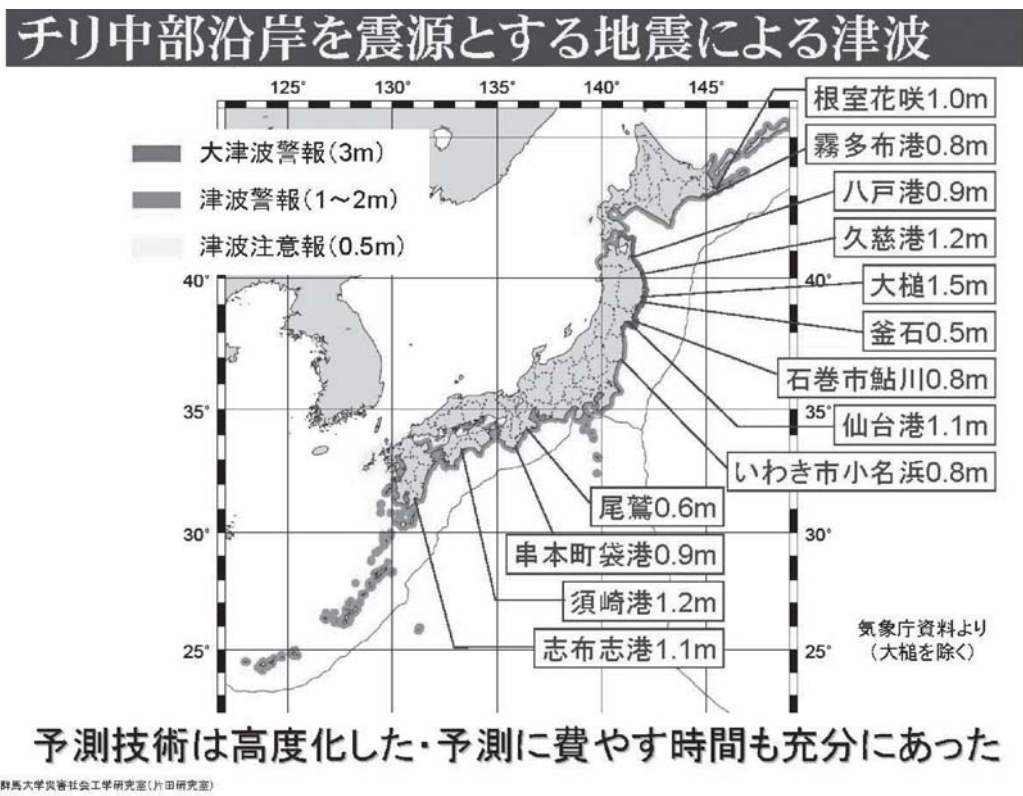 チリ中部沿岸を震源とする地震による津波
125° 130° 135° 140° 145°
根室花咲1.0m
大津波警報(3m)
霧多布港0.8m
津波警報(1～2m)
八戸港0.9m
津波注意報(0.5m)
久慈港1.2m
40° 40°
大槌1.5m
釜石0.5m
石巻市鮎川0.8m
35° 35°
仙台港1.1m
いわき市小名浜0.8m
尾鷲0.6m
30° 30°
串本町袋港0.9m
須崎港1.2m
気象庁資料より
(大槌を除く)
志布志港1.1m
25° 25°
予測技術は高度化した・予測に費やす時間も充分にあった
群馬大学災害社会工学研究室(片田研究室)